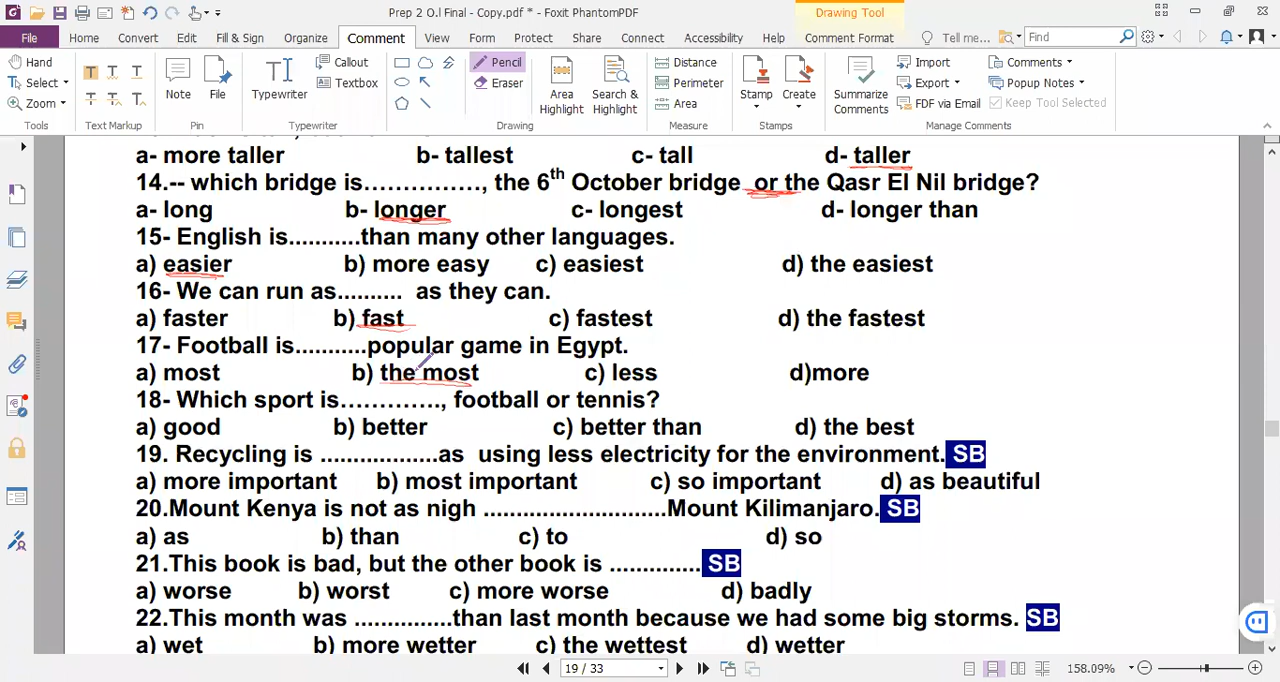 Prep 2 O.l Final - Copy.pdf * - Foxit PhantomPDF
Drawing Tool
File Home Convert Edit Fill & Sign Organize Comment View Form Protect Share Connect Accessibility Help Comment Format Tell me... Find
Hand
Select
Zoom
Tools
Text Markup
Note
File
Pin
Typewriter
Callout
Textbox
Typewriter
Pencil
Eraser
Area Highlight
Search & Highlight
Drawing
Distance
Perimeter
Area
Measure
Stamp
Create
Stamps
Summarize Comments
Import
Export
FDF via Email
Comments
Popup Notes
Keep Tool Selected
Manage Comments
a- more taller b- tallest c- tall d- taller
14.-- which bridge is……………, the 6th October bridge or the Qasr El Nil bridge?
a- long b- longer c- longest d- longer than
15- English is...........than many other languages.
a) easier b) more easy c) easiest d) the easiest
16- We can run as.......... as they can.
a) faster b) fast c) fastest d) the fastest
17- Football is...........popular game in Egypt.
a) most b) the most c) less d)more
18- Which sport is…………., football or tennis?
a) good b) better c) better than d) the best
19. Recycling is ..................as using less electricity for the environment. SB
a) more important b) most important c) so important d) as beautiful
20.Mount Kenya is not as nigh ............................Mount Kilimanjaro. SB
a) as b) than c) to d) so
21.This book is bad, but the other book is .............. SB
a) worse b) worst c) more worse d) badly
22.This month was ...............than last month because we had some big storms. SB
a) wet b) more wetter c) the wettest d) wetter
19 / 33
158.09%